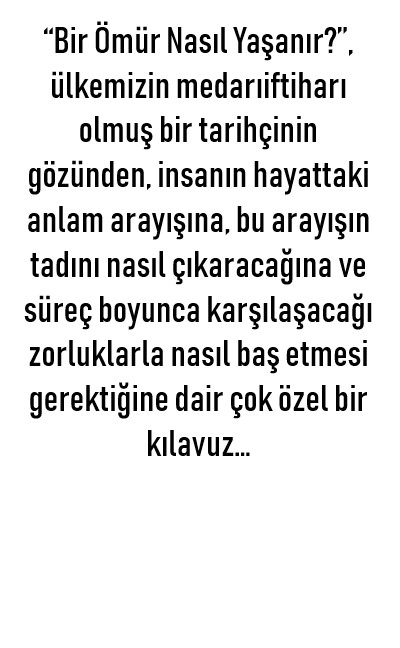 “Bir Ömür Nasıl Yaşanır?”,
ülkemizin medarıiftiharı
olmuş bir tarihçinin
gözünden, insanın hayattaki
anlam arayışına, bu arayışın
tadını nasıl çıkaracağına ve
süreç boyunca karşılaşacağı
zorluklarla nasıl baş etmesi
gerektiğine dair çok özel bir
kılavuz...